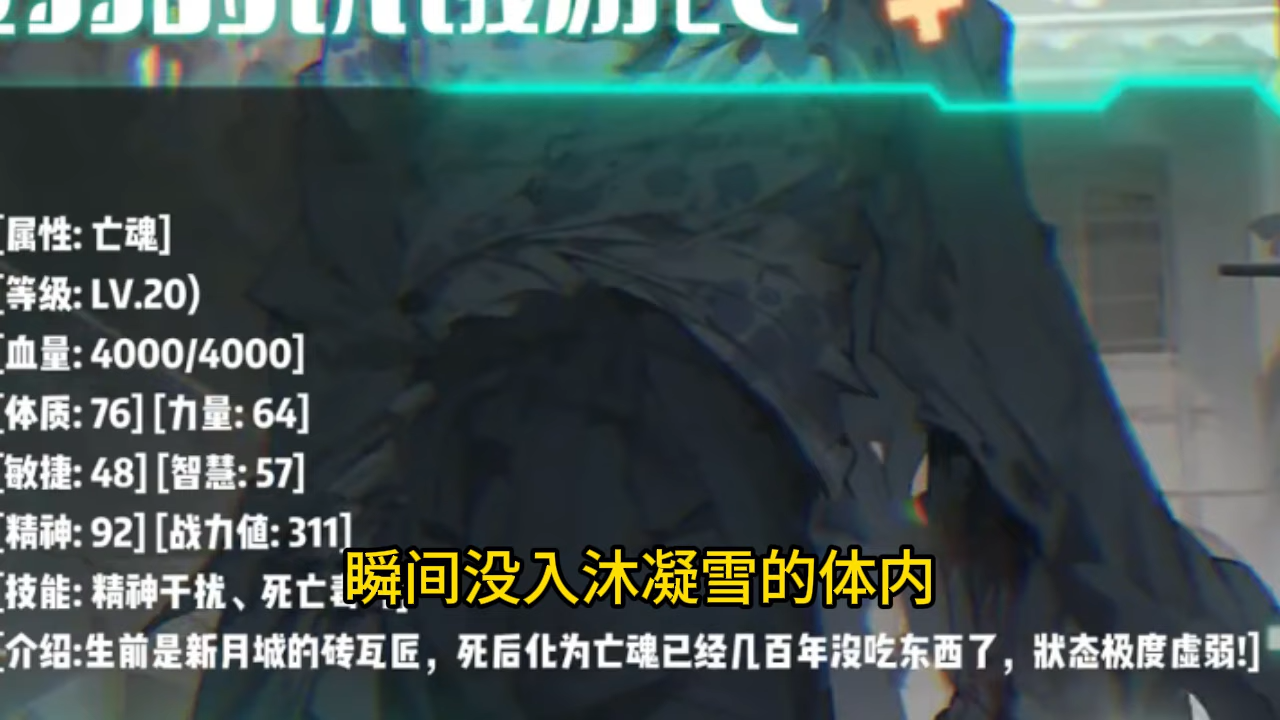 [属性: 亡魂]
[等级: LV.20)
[血量: 4000/4000]
[体质: 76] [力量: 64]
[敏捷: 48] [智慧: 57]
[精神: 92] [战力值: 311]
[技能: 精神干扰、死亡
瞬间没入沐凝雪的体内
[介绍:生前是新月城的砖瓦匠，死后化为亡魂已经几百年没吃东西了，狀态极度虚弱!]